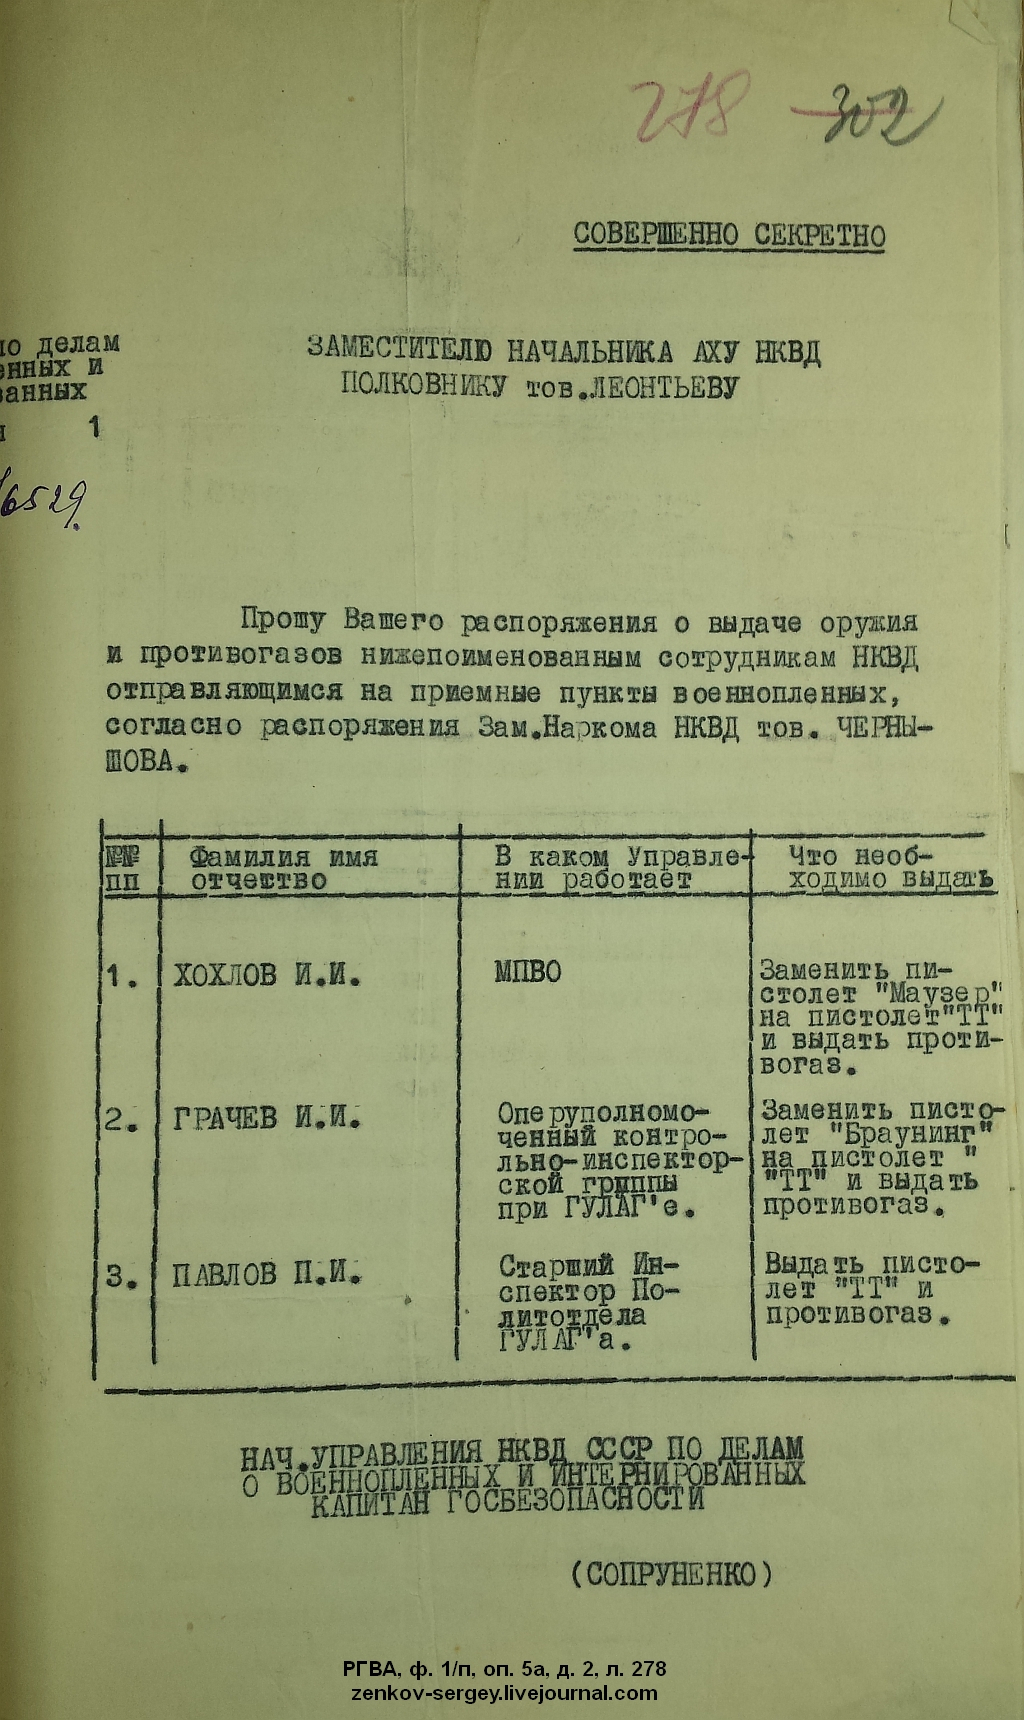 278 302
СОВЕРШЕННО СЕКРЕТНО
по делам
енных и
ванных
1
6529
ЗАМЕСТИТЕЛЮ НАЧАЛЬНИКА АХУ НКВД
ПОЛКОВНИКУ тов.ЛЕОНТЬЕВУ
Прошу Вашего распоряжения о выдаче оружия
и противогазов нижепоименованным сотрудникам НКВД
отправляющимся на приемные пункты военнопленных,
согласно распоряжения Зам.Наркома НКВД тов. ЧЕРНЫ-
ШОВА.
№№ Фамилия имя В каком Управле- Что необ-
пп отчество нии работает ходимо выдать
1. ХОХЛОВ И.И. МПВО Заменить пи-
столет "Маузер"
на пистолет"ТТ"
и выдать проти-
вогаз.
2. ГРАЧЕВ И.И. Оперуполномо- Заменить писто-
ченный контро- лет "Браунинг"
льно-инспектор- на пистолет "
ской группы "ТТ" и выдать
при ГУЛАГ'е. противогаз.
3. ПАВЛОВ П.И. Старший Ин- Выдать писто-
спектор По- лет "ТТ" и
литотдела противогаз.
ГУЛАГ'а.
НАЧ.УПРАВЛЕНИЯ НКВД СССР ПО ДЕЛАМ
О ВОЕННОПЛЕННЫХ И ИНТЕРНИРОВАННЫХ
КАПИТАН ГОСБЕЗОПАСНОСТИ
(СОПРУНЕНКО)
РГВА, ф. 1/п, оп. 5а, д. 2, л. 278
zenkov-sergey.livejournal.com